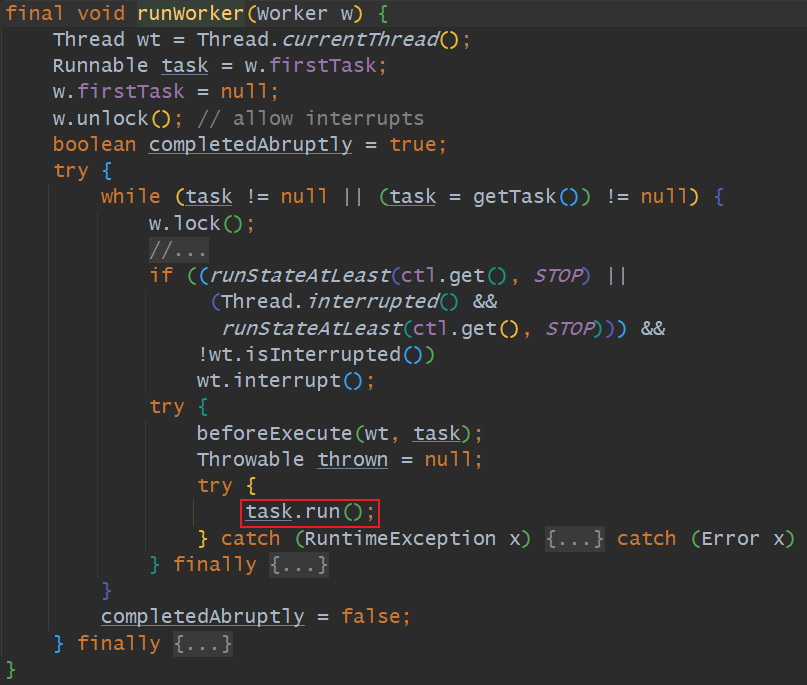 final void runWorker(Worker w) {
    Thread wt = Thread.currentThread();
    Runnable task = w.firstTask;
    w.firstTask = null;
    w.unlock(); // allow interrupts
    boolean completedAbruptly = true;
    try {
        while (task != null || (task = getTask()) != null) {
            w.lock();
            //...
            if ((runStateAtLeast(ctl.get(), STOP) ||
                 (Thread.interrupted() &&
                  runStateAtLeast(ctl.get(), STOP))) &&
                !wt.isInterrupted())
                wt.interrupt();
            try {
                beforeExecute(wt, task);
                Throwable thrown = null;
                try {
                    task.run();
                } catch (RuntimeException x) {...} catch (Error x)
            } finally {...}
        }
        completedAbruptly = false;
    } finally {...}
}